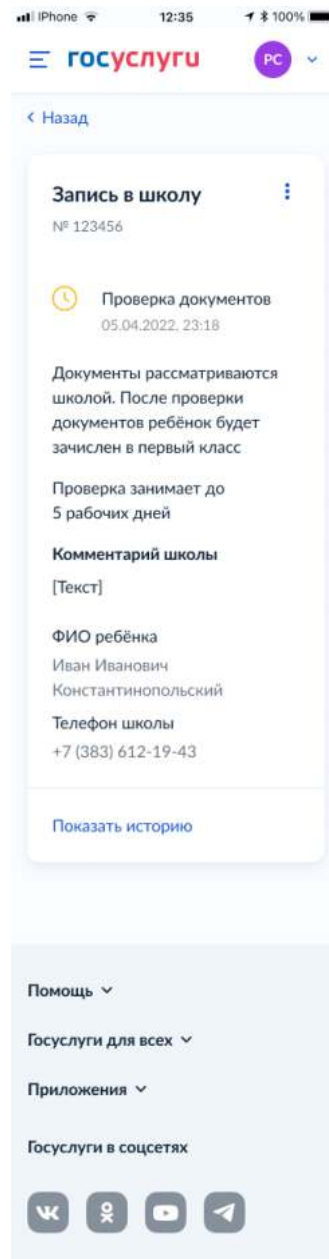 iPhone 12:35 100%
госуслуги РС
Назад
Запись в школу
№ 123456
Проверка документов
05.04.2022, 23:18
Документы рассматриваются
школой. После проверки
документов ребёнок будет
зачислен в первый класс
Проверка занимает до
5 рабочих дней
Комментарий школы
[Текст]
ФИО ребёнка
Иван Иванович
Константинопольский
Телефон школы
+7 (383) 612-19-43
Показать историю
Помощь
Госуслуги для всех
Приложения
Госуслуги в соцсетях